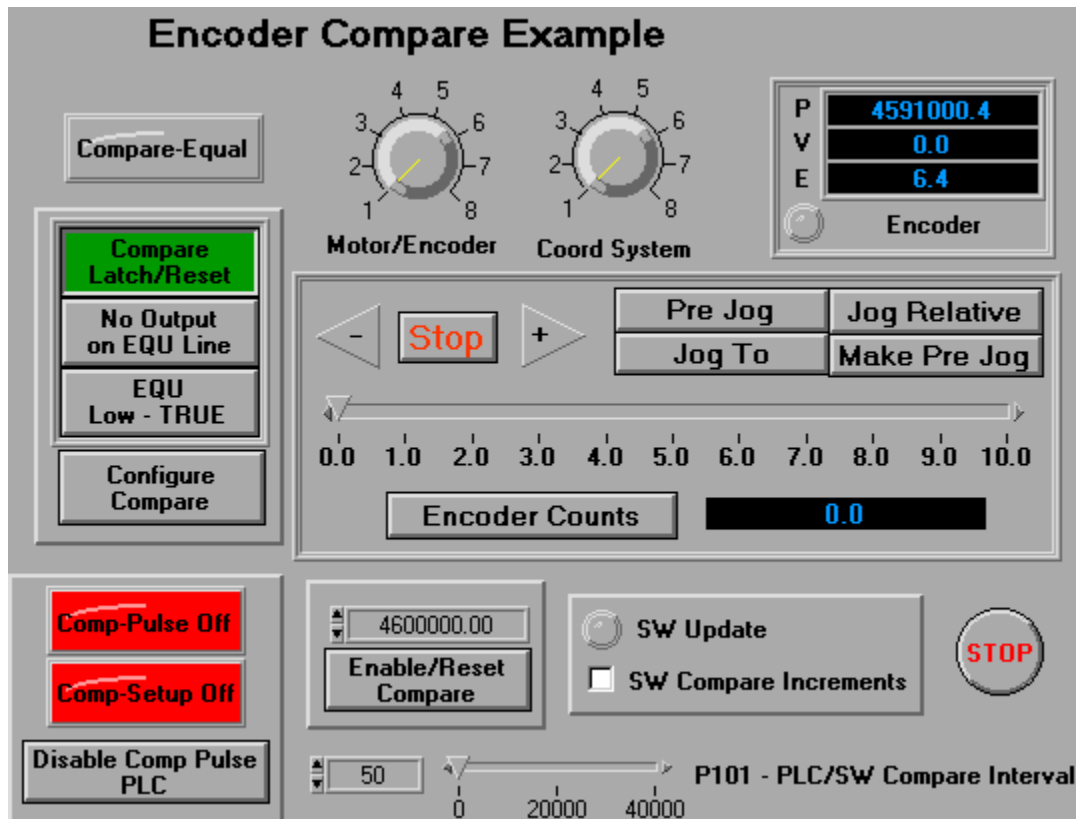 Encoder Compare Example
Compare-Equal
4 5
3 6
2 7
1 8
Motor/Encoder
4 5
3 6
2 7
1 8
Coord System
P 4591000.4
V 0.0
E 6.4
Encoder
Compare
Latch/Reset
No Output
on EQU Line
EQU
Low - TRUE
Configure
Compare
- Stop +
Pre Jog Jog Relative
Jog To Make Pre Jog
0.0 1.0 2.0 3.0 4.0 5.0 6.0 7.0 8.0 9.0 10.0
Encoder Counts 0.0
Comp-Pulse Off
Comp-Setup Off
Disable Comp Pulse
PLC
4600000.00
Enable/Reset
Compare
SW Update
SW Compare Increments
STOP
50
0 20000 40000
P101 - PLC/SW Compare Interval